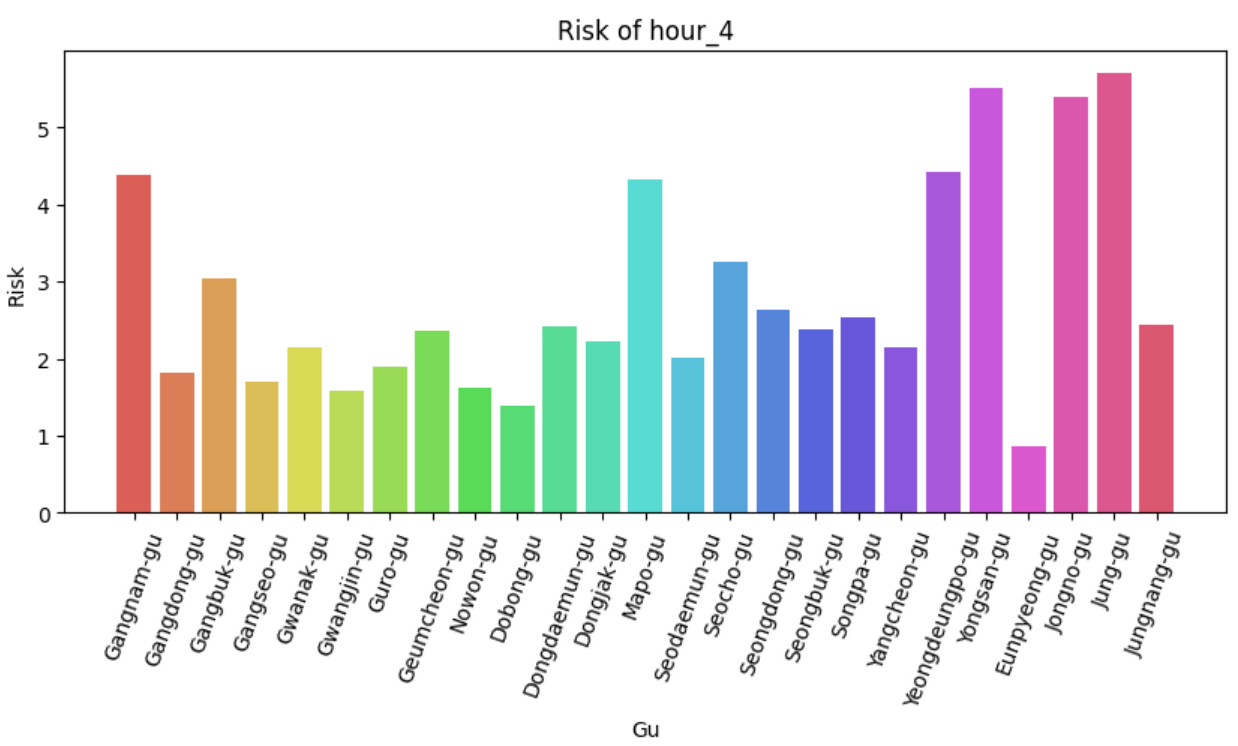 Risk of hour_4
Risk
5
4
3
2
1
0
Gangnam-gu
Gangdong-gu
Gangbuk-gu
Gangseo-gu
Gwanak-gu
Gwangjin-gu
Guro-gu
Geumcheon-gu
Nowon-gu
Dobong-gu
Dongdaemun-gu
Dongjak-gu
Mapo-gu
Seodaemun-gu
Seocho-gu
Seongdong-gu
Seongbuk-gu
Songpa-gu
Yangcheon-gu
Yeongdeungpo-gu
Yongsan-gu
Eunpyeong-gu
Jongno-gu
Jung-gu
Jungnang-gu
Gu